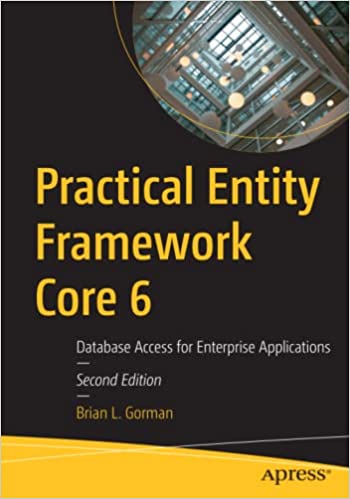 Practical Entity
Framework
Core 6
Database Access for Enterprise Applications
—
Second Edition
—
Brian L. Gorman
Apress®